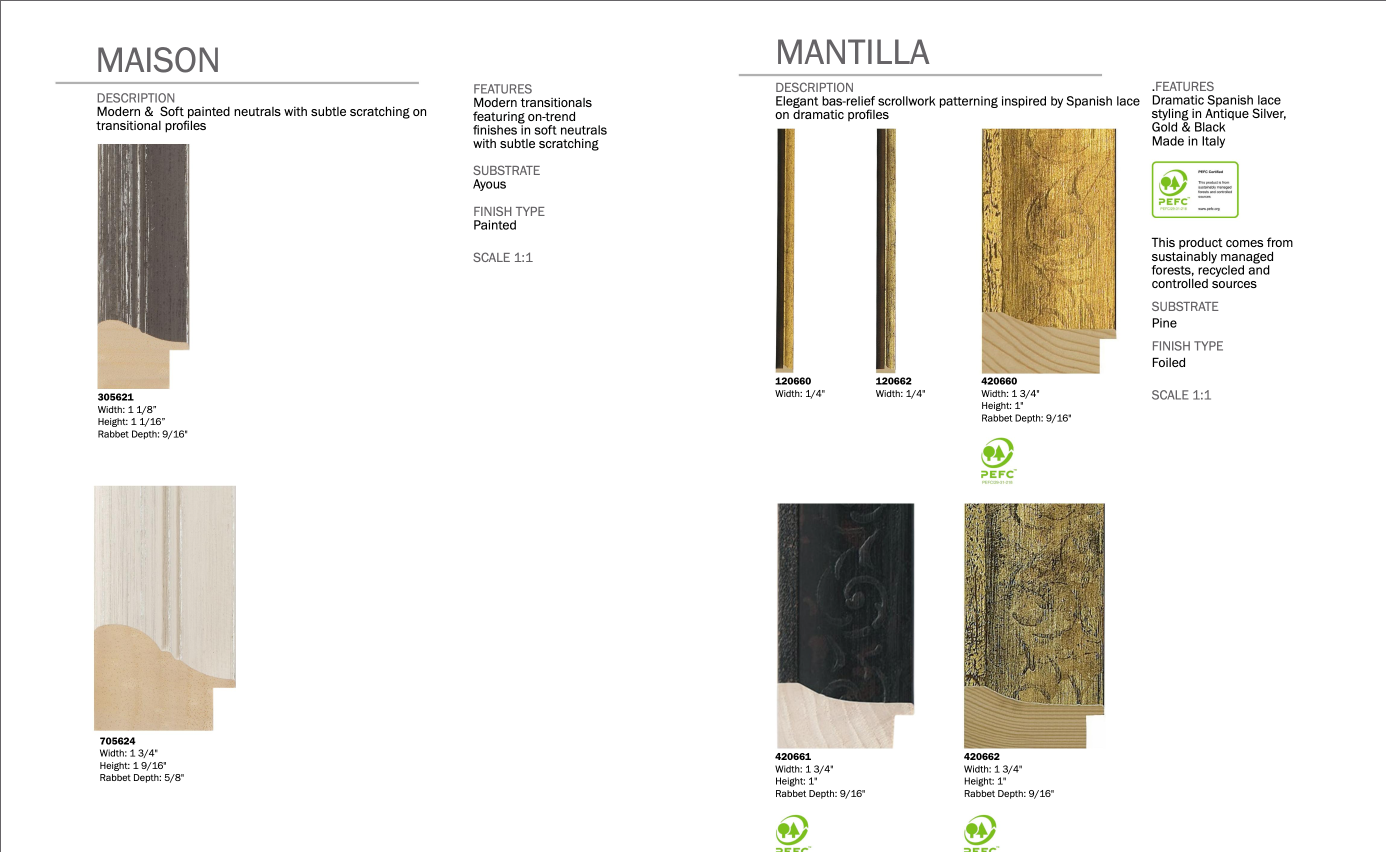 MAISON
DESCRIPTION
Modern &  Soft painted neutrals with subtle scratching on
transitional profiles
FEATURES
Modern transitionals
featuring on-trend
finishes in soft neutrals
with subtle scratching
SUBSTRATE
Ayous
FINISH TYPE
Painted
SCALE 1:1
305621
Width: 1 1/8"
Height: 1 1/16"
Rabbet Depth: 9/16"
705624
Width: 1 3/4"
Height: 1 9/16"
Rabbet Depth: 5/8"
MANTILLA
DESCRIPTION
Elegant bas-relief scrollwork patterning inspired by Spanish lace
on dramatic profiles
.FEATURES
Dramatic Spanish lace
styling in Antique Silver,
Gold & Black
Made in Italy
PEFC
PEFC Certified
This product is from
sustainably managed
forests and controlled
sources
www.pefc.org
This product comes from
sustainably managed
forests, recycled and
controlled sources
SUBSTRATE
Pine
FINISH TYPE
Foiled
SCALE 1:1
120660
Width: 1/4"
120662
Width: 1/4"
420660
Width: 1 3/4"
Height: 1"
Rabbet Depth: 9/16"
PEFC
420661
Width: 1 3/4"
Height: 1"
Rabbet Depth: 9/16"
PEFC
420662
Width: 1 3/4"
Height: 1"
Rabbet Depth: 9/16"
PEFC